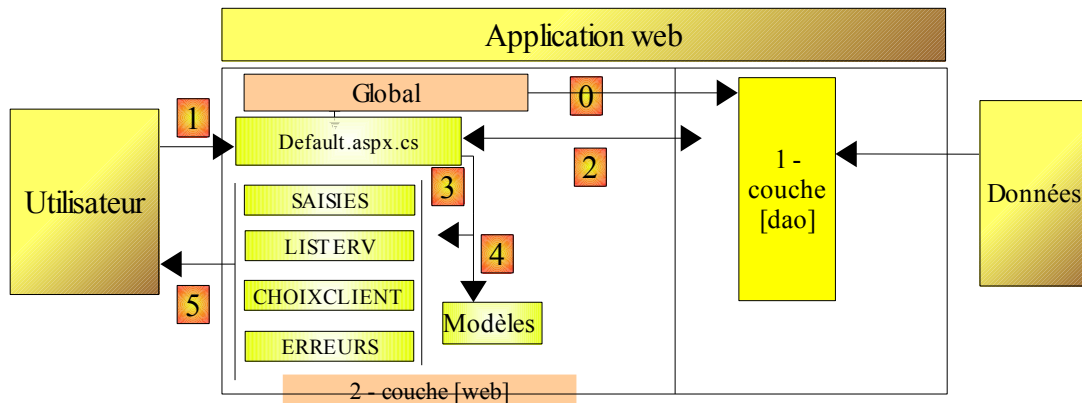 Application web
Global
0
1
Default.aspx.cs
2
1 -
couche
[dao]
Utilisateur
Données
3
SAISIES
LISTERV
4
5
CHOIXCLIENT
Modèles
ERREURS
2 - couche [web]